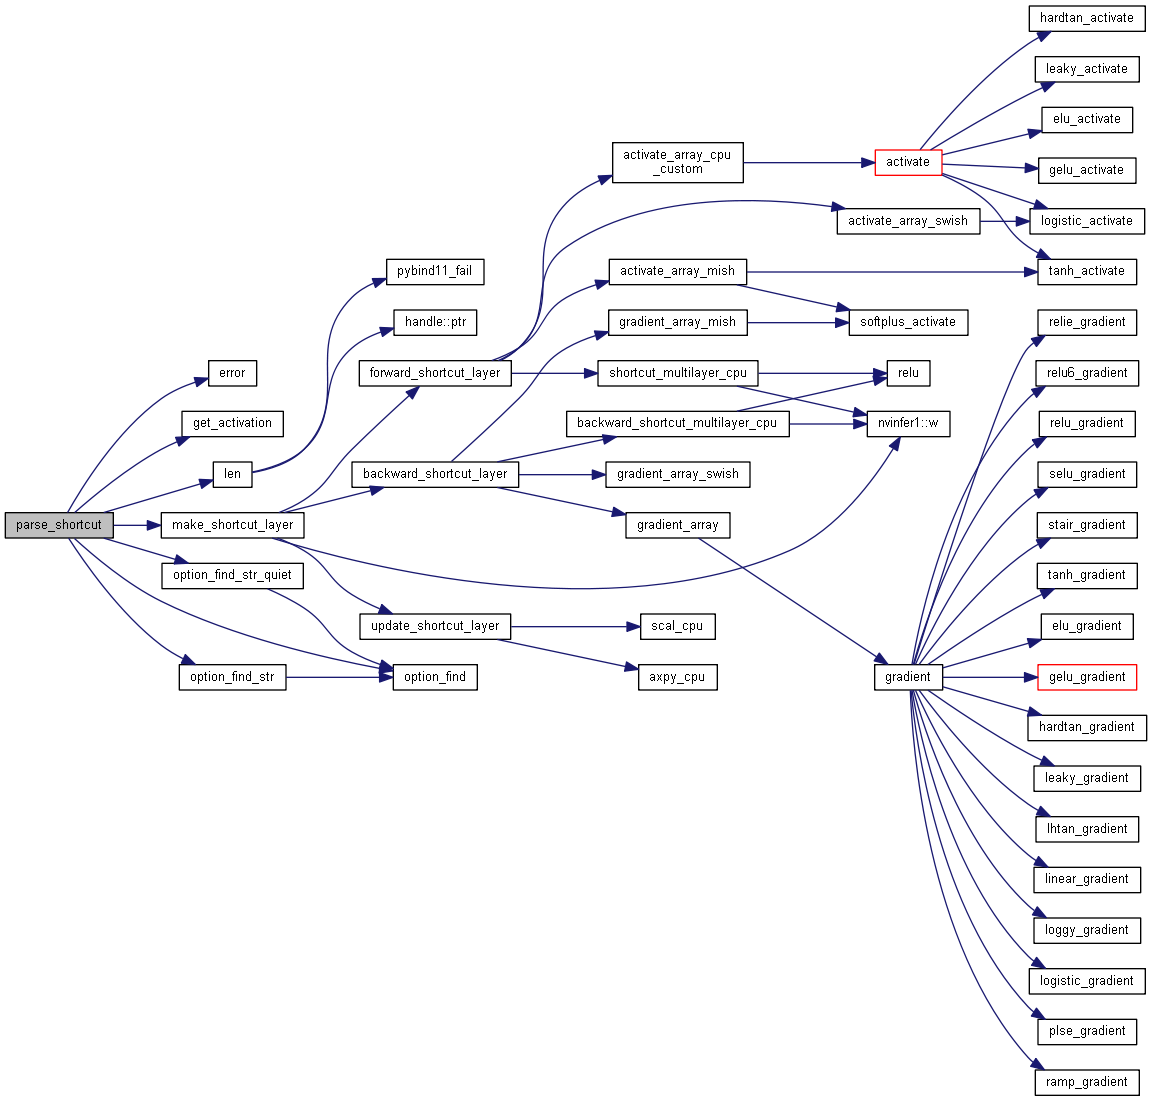 hardtan_activate
leaky_activate
elu_activate
activate_array_cpu
_custom
activate
gelu_activate
activate_array_swish
logistic_activate
pybind11_fail
activate_array_mish
tanh_activate
handle::ptr
gradient_array_mish
softplus_activate
relie_gradient
error
forward_shortcut_layer
shortcut_multilayer_cpu
relu
relu6_gradient
get_activation
backward_shortcut_multilayer_cpu
nvinfer1::w
relu_gradient
len
backward_shortcut_layer
gradient_array_swish
selu_gradient
parse_shortcut
make_shortcut_layer
gradient_array
stair_gradient
option_find_str_quiet
tanh_gradient
update_shortcut_layer
scal_cpu
elu_gradient
option_find_str
option_find
axpy_cpu
gradient
gelu_gradient
hardtan_gradient
leaky_gradient
lhtan_gradient
linear_gradient
loggy_gradient
logistic_gradient
plse_gradient
ramp_gradient